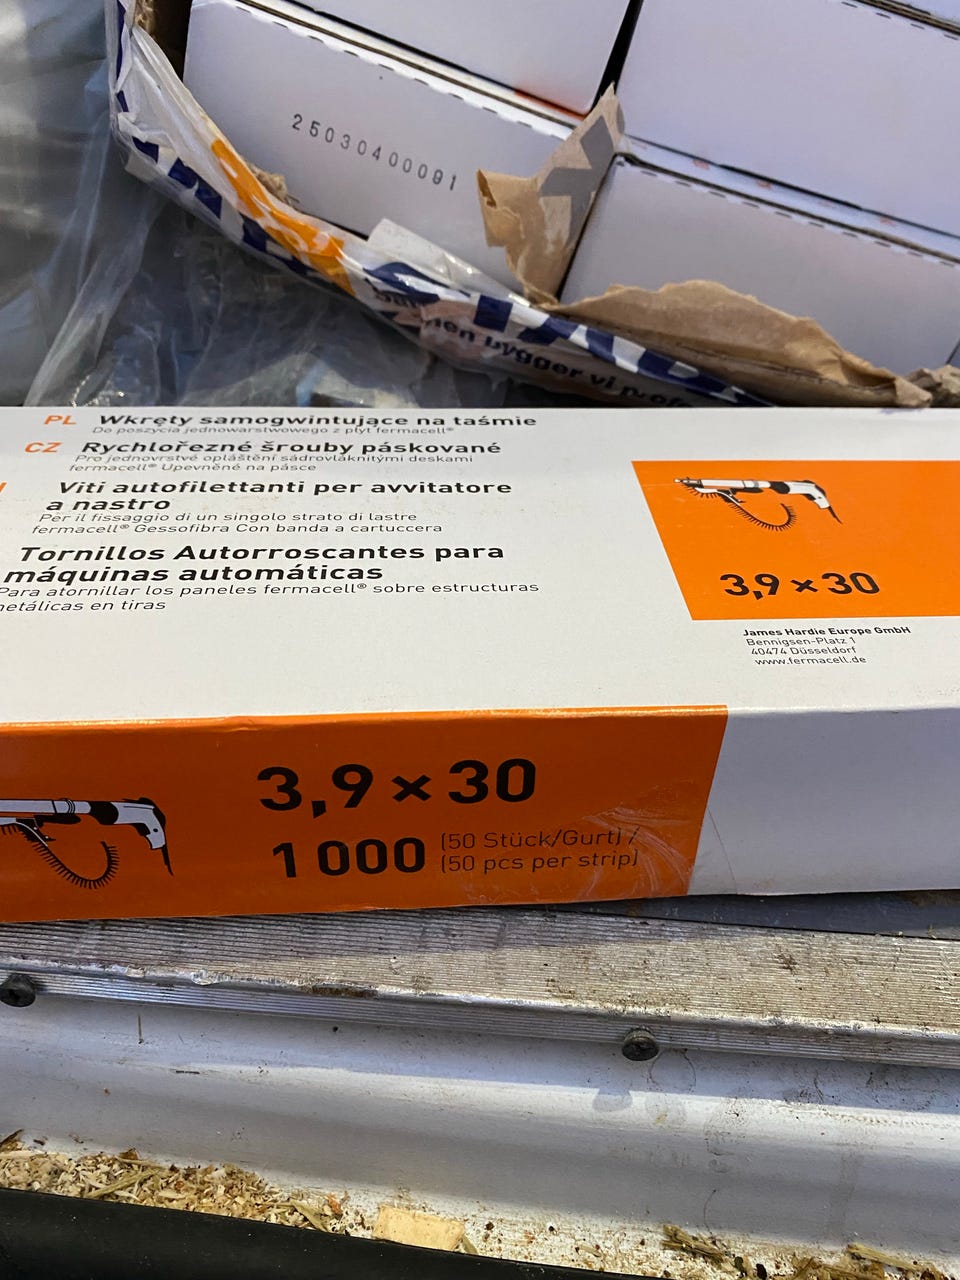 25030400091
men bygger vi
PL Wkręty samogwintujące na taśmie
Do poszycia jednowarstwowego z płyt fermacell®
CZ Rychlořezné šrouby páskované
Pro jednovrstvé opláštění sádrovláknitými deskami
fermacell® Upevněné na pásce
Viti autofilettanti per avvitatore
a nastro
Per il fissaggio di un singolo strato di lastre
fermacell® Gessofibra Con banda a cartuccera
Tornillos Autorroscantes para
máquinas automáticas
Para atornillar los paneles fermacell® sobre estructuras
metálicas en tiras
3,9 × 30
James Hardie Europe GmbH
Bennigsen-Platz 1
40474 Düsseldorf
www.fermacell.de
3,9 × 30
1 000 (50 Stück/Gurt) /
(50 pcs per strip)